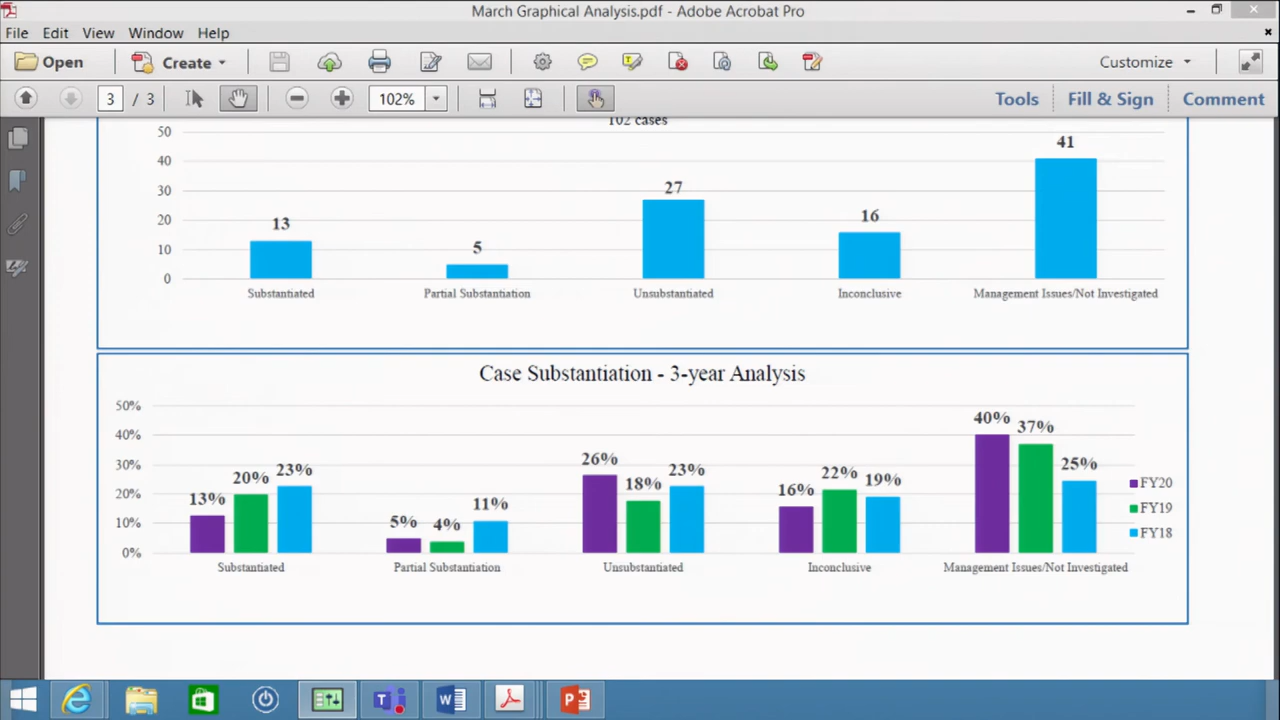 March Graphical Analysis.pdf - Adobe Acrobat Pro
File Edit View Window Help
Open Create Customize
3 / 3 102% Tools Fill & Sign Comment
102 cases
50
40
30
20
10
0
13
5
27
16
41
Substantiated Partial Substantiation Unsubstantiated Inconclusive Management Issues/Not Investigated
Case Substantiation - 3-year Analysis
50%
40%
30%
20%
10%
0%
13% 20% 23%
5% 4% 11%
26% 18% 23%
16% 22% 19%
40% 37% 25%
FY20
FY19
FY18
Substantiated Partial Substantiation Unsubstantiated Inconclusive Management Issues/Not Investigated